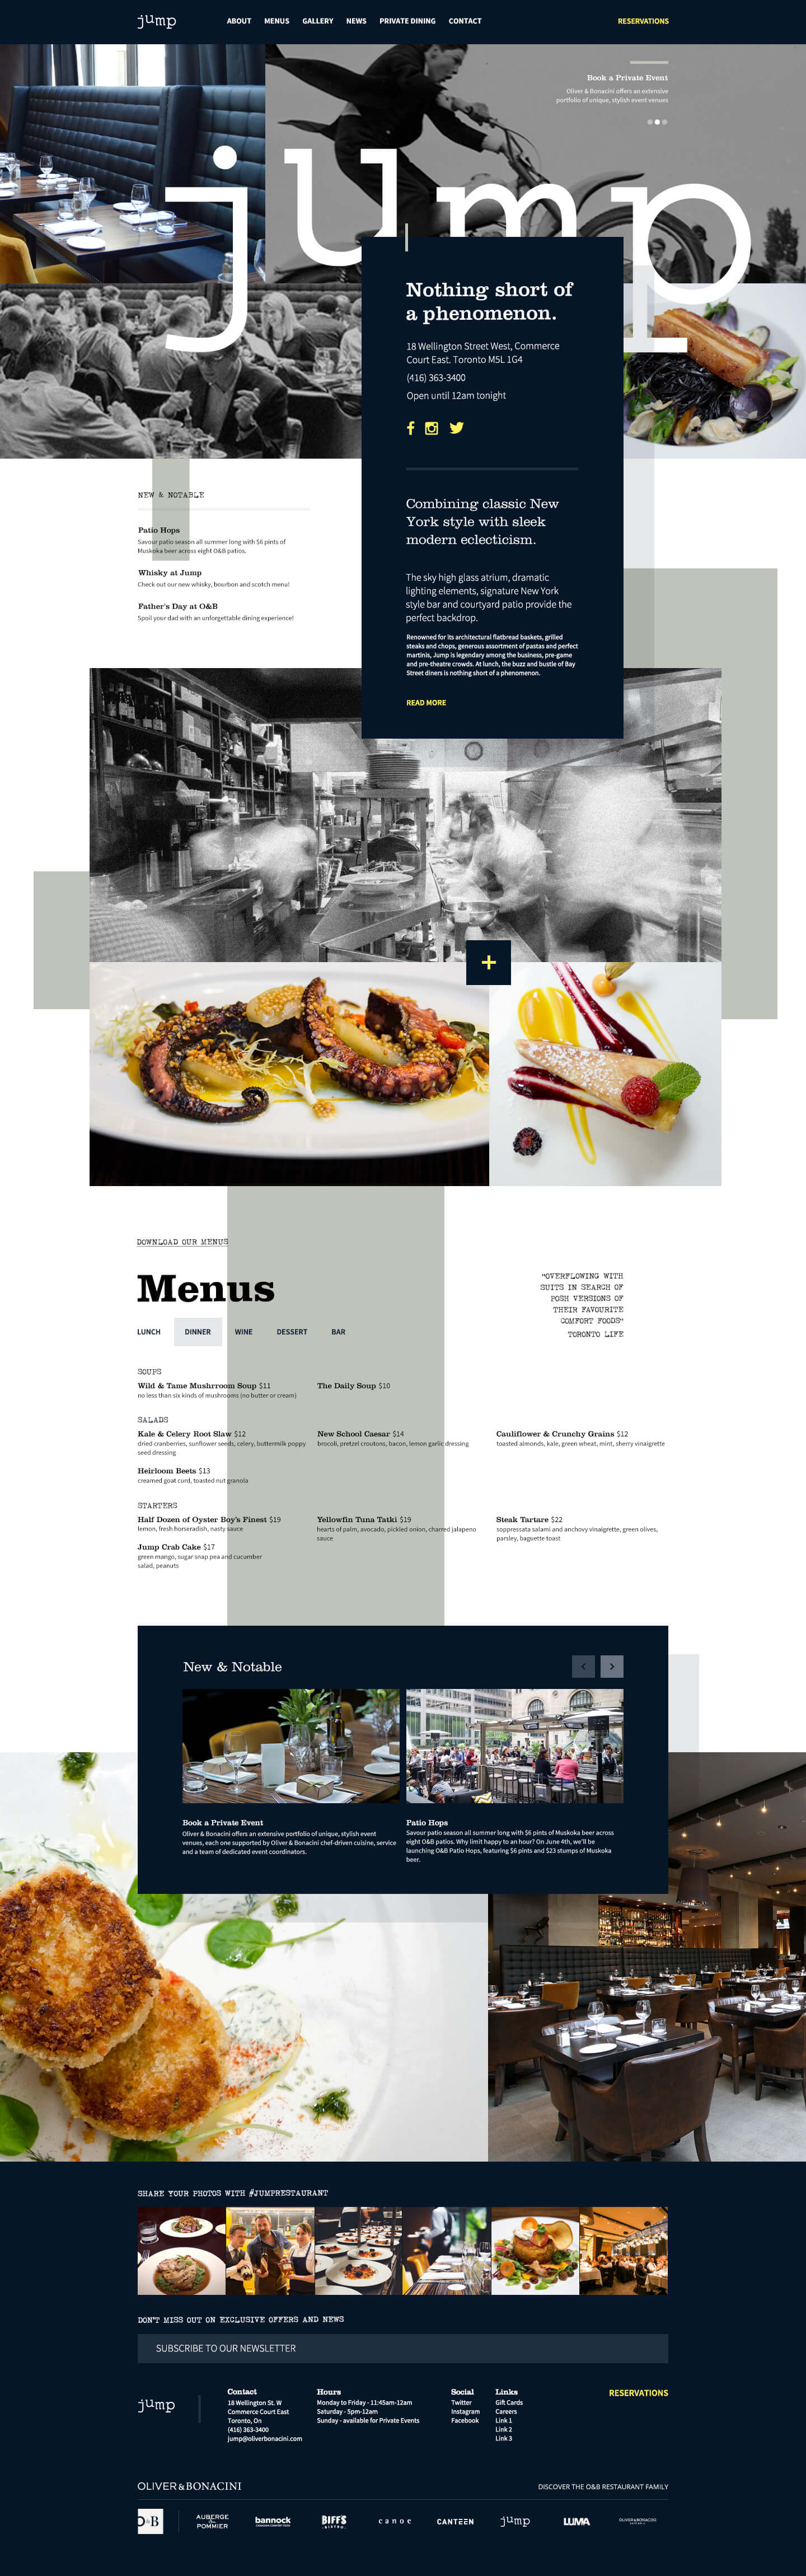 jump
ABOUT MENUS GALLERY NEWS PRIVATE DINING CONTACT
RESERVATIONS
Book a Private Event
Oliver & Bonacini offers an extensive
portfolio of unique, stylish event venues
jump
Nothing short of
a phenomenon.
18 Wellington Street West, Commerce
Court East. Toronto M5L 1G4
(416) 363-3400
Open until 12am tonight
NEW & NOTABLE
Patio Hops
Savour patio season all summer long with $6 pints of
Muskoka beer across eight O&B patios.
Whisky at Jump
Check out our new whisky, bourbon and scotch menu!
Father's Day at O&B
Spoil your dad with an unforgettable dining experience!
Combining classic New
York style with sleek
modern eclecticism.
The sky high glass atrium, dramatic
lighting elements, signature New York
style bar and courtyard patio provide the
perfect backdrop.
Renowned for its architectural flatbread baskets, grilled
steaks and chops, generous assortment of pastas and perfect
martinis, Jump is legendary among the business, pre-game
and pre-theatre crowds. At lunch, the buzz and bustle of Bay
Street diners is nothing short of a phenomenon.
READ MORE
+
DOWNLOAD OUR MENUS
Menus
LUNCH DINNER WINE DESSERT BAR
"OVERFLOWING WITH
SUITS IN SEARCH OF
POSH VERSIONS OF
THEIR FAVOURITE
COMFORT FOODS"
TORONTO LIFE
SOUPS
Wild & Tame Mushrroom Soup $11
no less than six kinds of mushrooms (no butter or cream)
The Daily Soup $10
SALADS
Kale & Celery Root Slaw $12
dried cranberries, sunflower seeds, celery, buttermilk poppy
seed dressing
New School Caesar $14
brocoli, pretzel croutons, bacon, lemon garlic dressing
Cauliflower & Crunchy Grains $12
toasted almonds, kale, green wheat, mint, sherry vinaigrette
Heirloom Beets $13
creamed goat curd, toasted nut granola
STARTERS
Half Dozen of Oyster Boy's Finest $19
lemon, fresh horseradish, nasty sauce
Yellowfin Tuna Tatki $19
hearts of palm, avocado, pickled onion, charred jalapeno
sauce
Steak Tartare $22
soppressata salami and anchovy vinaigrette, green olives,
parsley, baguette toast
Jump Crab Cake $17
green mango, sugar snap pea and cucumber
salad, peanuts
New & Notable
Book a Private Event
Oliver & Bonacini offers an extensive portfolio of unique, stylish event
venues, each one supported by Oliver & Bonacini chef-driven cuisine, service
and a team of dedicated event coordinators.
Patio Hops
Savour patio season all summer long with $6 pints of Muskoka beer across
eight O&B patios. Why limit happy to an hour? On June 4th, we'll be
launching O&B Patio Hops, featuring $6 pints and $23 stumps of Muskoka
beer.
SHARE YOUR PHOTOS WITH #JUMPRESTAURANT
DON'T MISS OUT ON EXCLUSIVE OFFERS AND NEWS
SUBSCRIBE TO OUR NEWSLETTER
jump
Contact
18 Wellington St. W
Commerce Court East
Toronto, On
(416) 363-3400
jump@oliverbonacini.com
Hours
Monday to Friday - 11:45am-12am
Saturday - 5pm-12am
Sunday - available for Private Events
Social
Twitter
Instagram
Facebook
Links
Gift Cards
Careers
Link 1
Link 2
Link 3
RESERVATIONS
OLIVER & BONACINI
DISCOVER THE O&B RESTAURANT FAMILY
O&B
AUBERGE
POMMIER
bannock
BIFF'S
BISTRO
canoe
CANTEEN
jump
LUMA
OLIVER & BONACINI